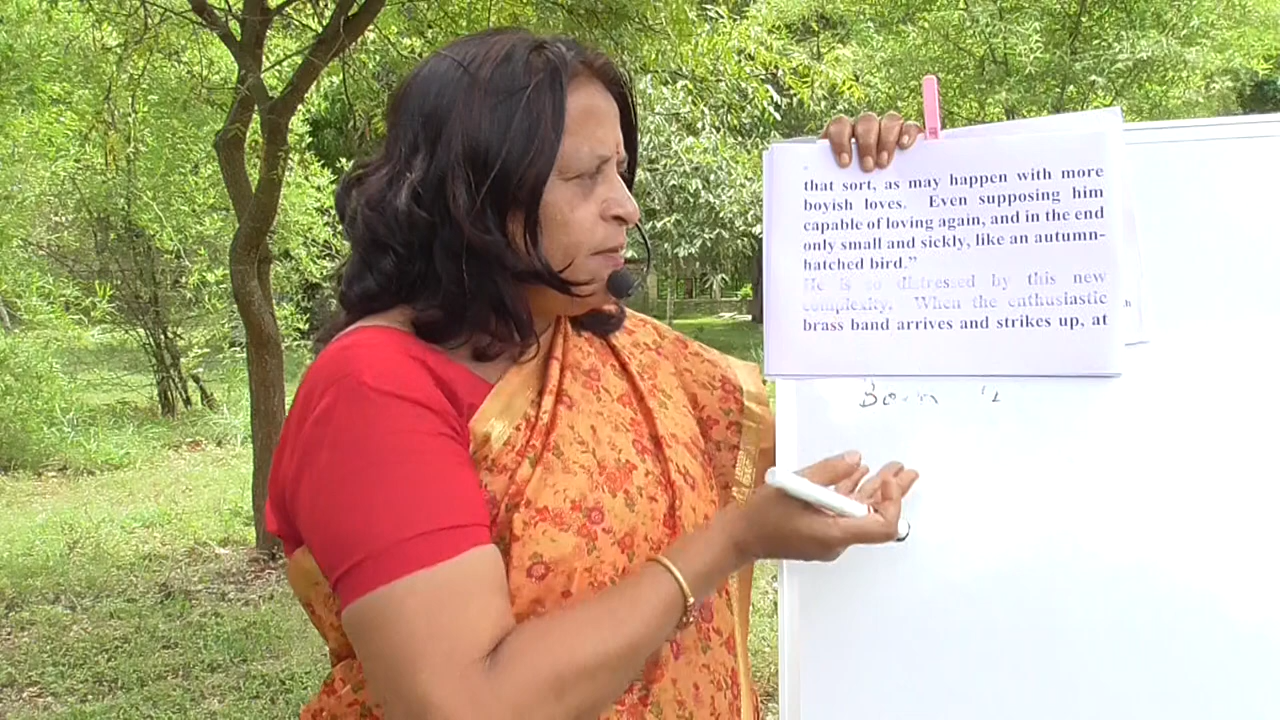 that sort, as may happen with more
boyish loves. Even supposing him
capable of loving again, and in the end
only small and sickly, like an autumn-
hatched bird.”
He is so distressed by this new
complexity. When the enthusiastic
brass band arrives and strikes up, at